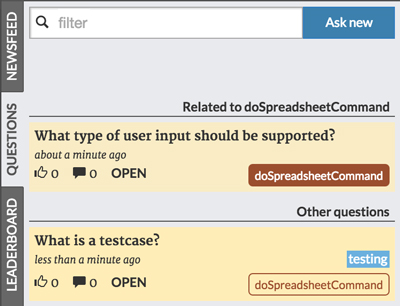 NEWSFEED
QUESTIONS
LEADERBOARD
filter
Ask new
Related to doSpreadsheetCommand
What type of user input should be supported?
about a minute ago
0 0 OPEN
doSpreadsheetCommand
Other questions
What is a testcase?
less than a minute ago
testing
0 0 OPEN
doSpreadsheetCommand